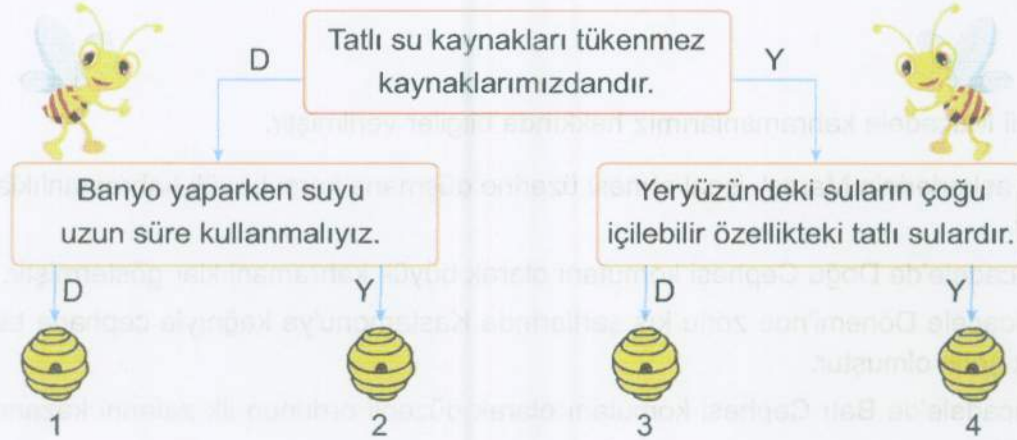 Tatlı su kaynakları tükenmez
kaynaklarımızdandır.
D
Y
Banyo yaparken suyu
uzun süre kullanmalıyız.
Yeryüzündeki suların çoğu
içilebilir özellikteki tatlı sulardır.
D
Y
D
Y
1
2
3
4